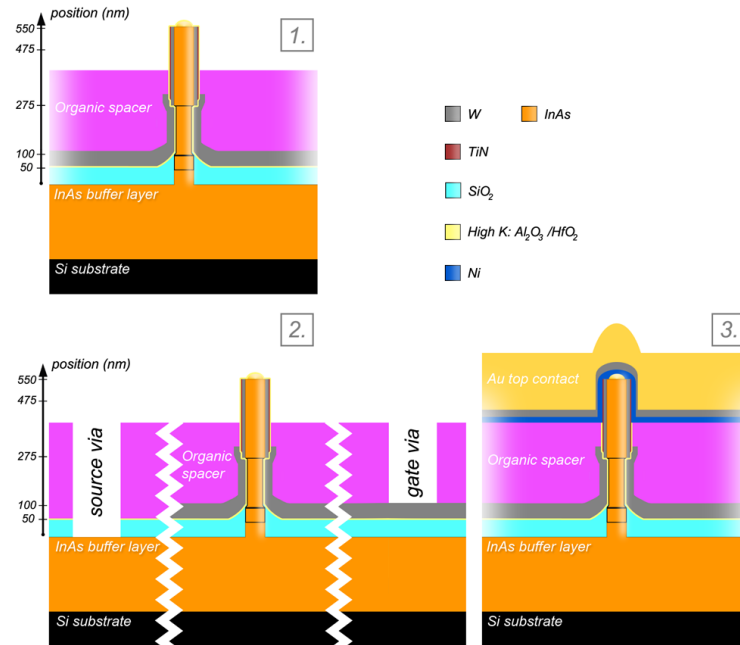 position (nm)
1.
550
475
275
100
50
Organic spacer
InAs buffer layer
Si substrate
W
InAs
TiN
SiO₂
High K: Al₂O₃ /HfO₂
Ni
2.
position (nm)
550
475
275
100
50
source via
Organic
spacer
gate via
InAs buffer layer
Si substrate
3.
Au top contact
Organic spacer
InAs buffer layer
Si substrate